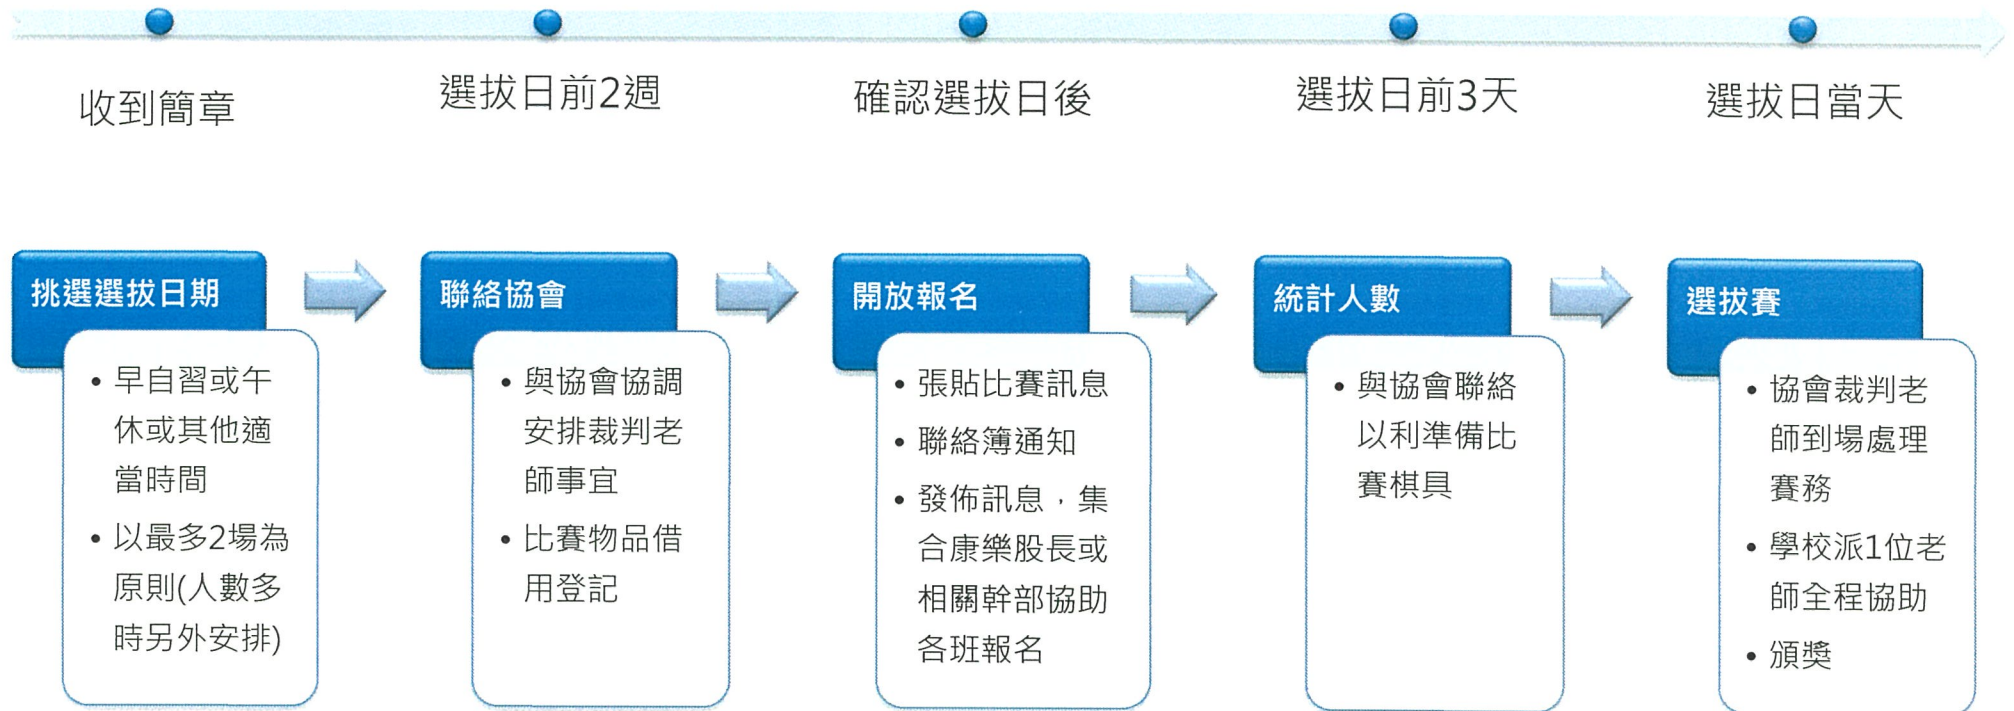 收到簡章
選拔日前2週
確認選拔日後
選拔日前3天
選拔日當天
挑選選拔日期
• 早自習或午
休或其他適
當時間
• 以最多2場為
原則(人數多
時另外安排)
聯絡協會
• 與協會協調
安排裁判老
師事宜
• 比賽物品借
用登記
開放報名
• 張貼比賽訊息
• 聯絡簿通知
• 發佈訊息，集
合康樂股長或
相關幹部協助
各班報名
統計人數
• 與協會聯絡
以利準備比
賽棋具
選拔賽
• 協會裁判老
師到場處理
賽務
• 學校派1位老
師全程協助
• 頒獎